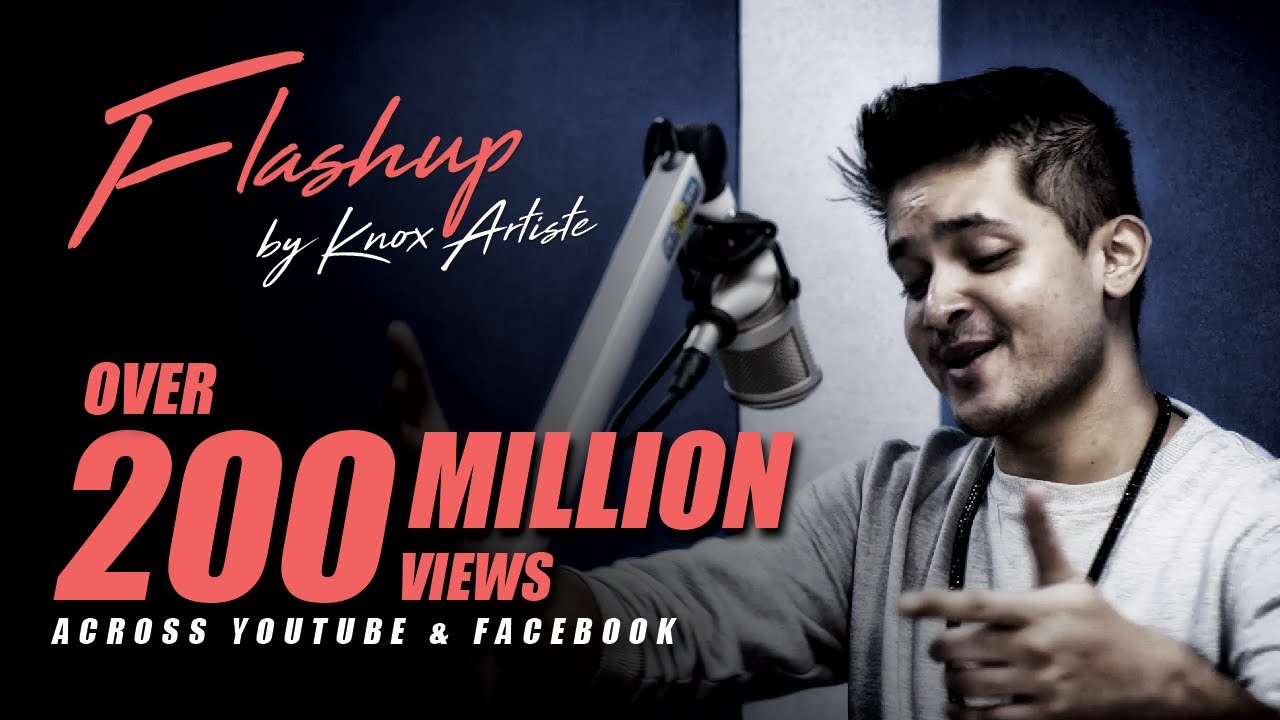 Flashup
by Knox Artiste
OVER
200 MILLION
VIEWS
ACROSS YOUTUBE & FACEBOOK